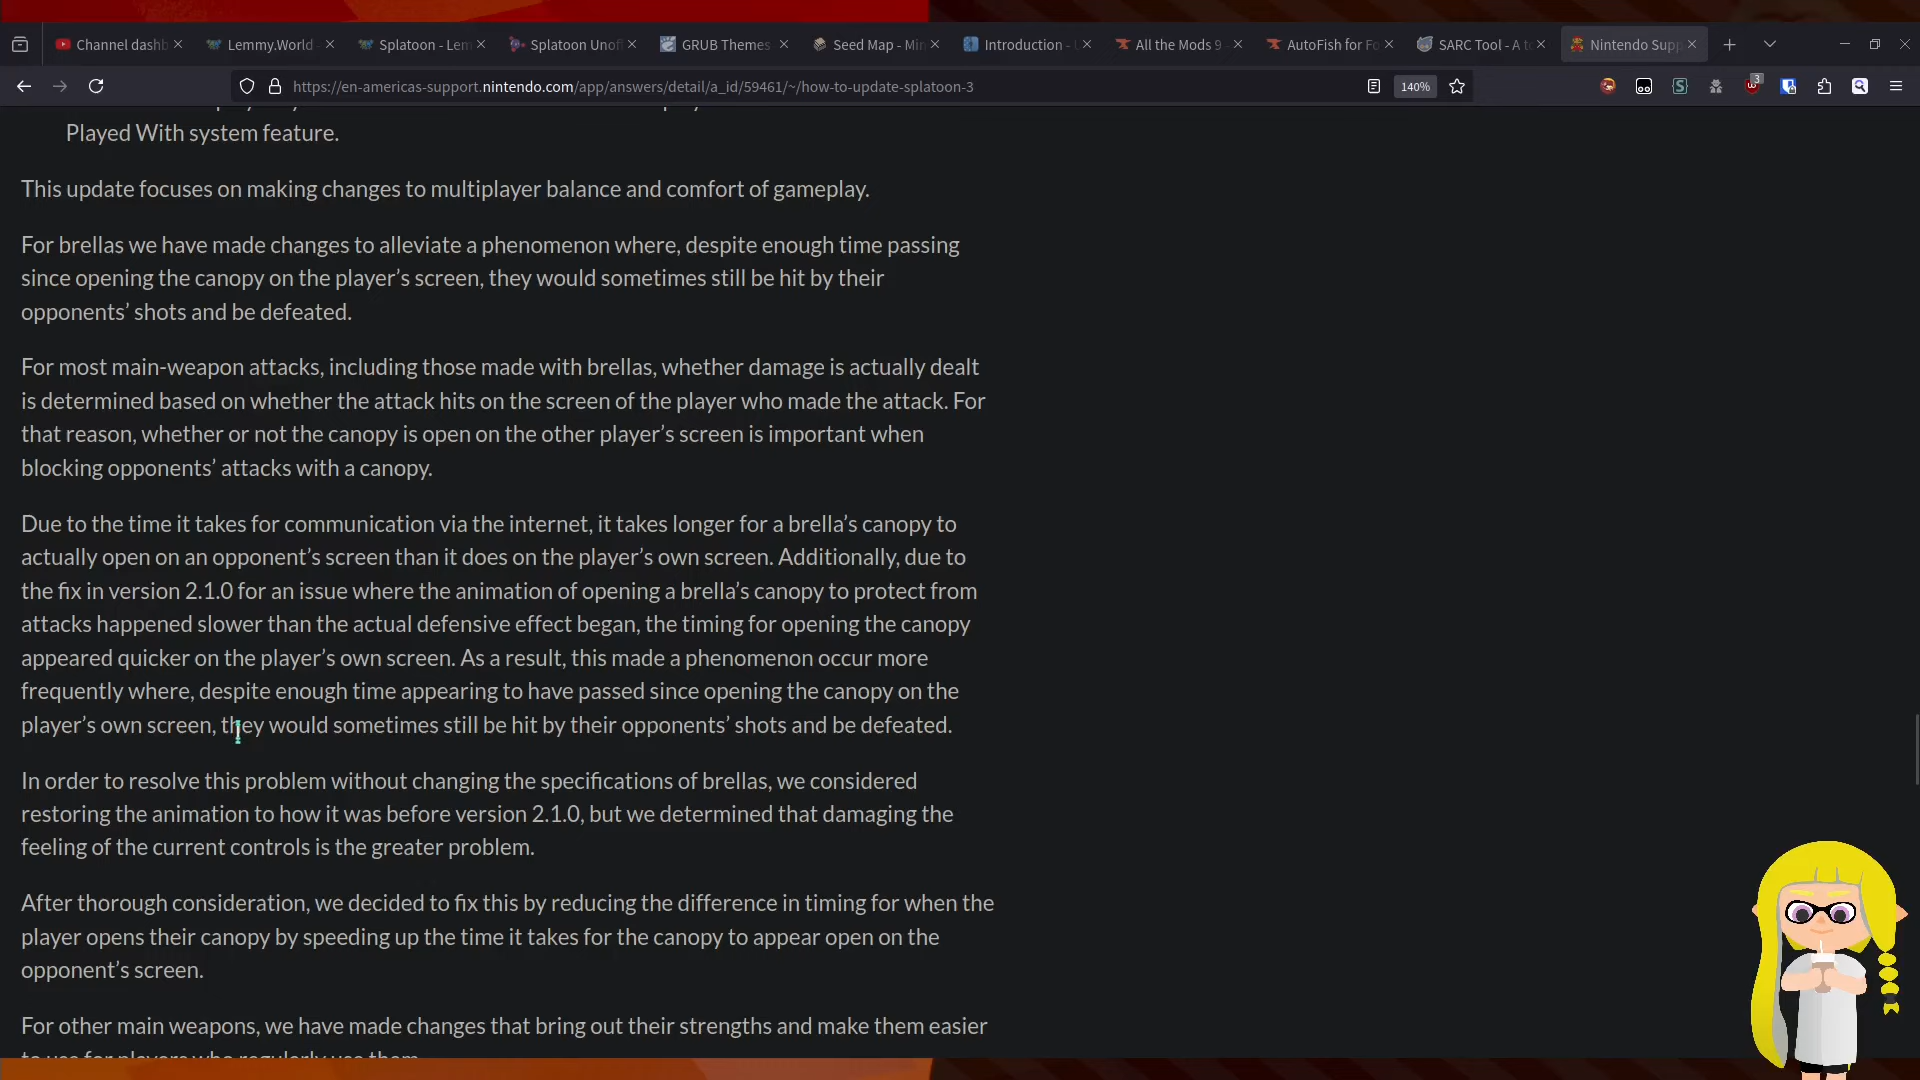 Channel dashb
Lemmy.World -
Splatoon - Lem
Splatoon Unof
GRUB Themes
Seed Map - Min
Introduction -
All the Mods 9 -
AutoFish for Fo
SARC Tool - A to
Nintendo Supp
https://en-americas-support.nintendo.com/app/answers/detail/a_id/59461/~/how-to-update-splatoon-3
140%
3
Played With system feature.
This update focuses on making changes to multiplayer balance and comfort of gameplay.
For brellas we have made changes to alleviate a phenomenon where, despite enough time passing
since opening the canopy on the player’s screen, they would sometimes still be hit by their
opponents’ shots and be defeated.
For most main-weapon attacks, including those made with brellas, whether damage is actually dealt
is determined based on whether the attack hits on the screen of the player who made the attack. For
that reason, whether or not the canopy is open on the other player’s screen is important when
blocking opponents’ attacks with a canopy.
Due to the time it takes for communication via the internet, it takes longer for a brella’s canopy to
actually open on an opponent’s screen than it does on the player’s own screen. Additionally, due to
the fix in version 2.1.0 for an issue where the animation of opening a brella’s canopy to protect from
attacks happened slower than the actual defensive effect began, the timing for opening the canopy
appeared quicker on the player’s own screen. As a result, this made a phenomenon occur more
frequently where, despite enough time appearing to have passed since opening the canopy on the
player’s own screen, they would sometimes still be hit by their opponents’ shots and be defeated.
In order to resolve this problem without changing the specifications of brellas, we considered
restoring the animation to how it was before version 2.1.0, but we determined that damaging the
feeling of the current controls is the greater problem.
After thorough consideration, we decided to fix this by reducing the difference in timing for when the
player opens their canopy by speeding up the time it takes for the canopy to appear open on the
opponent’s screen.
For other main weapons, we have made changes that bring out their strengths and make them easier
to use for players who regularly use them.